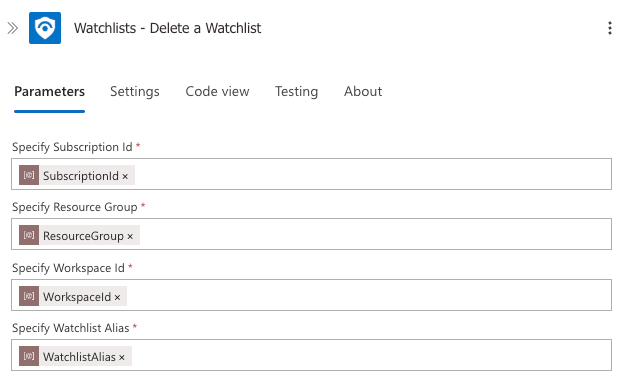 Watchlists - Delete a Watchlist
Parameters Settings Code view Testing About
Specify Subscription Id *
[@] SubscriptionId ×
Specify Resource Group *
[@] ResourceGroup ×
Specify Workspace Id *
[@] WorkspaceId ×
Specify Watchlist Alias *
[@] WatchlistAlias ×